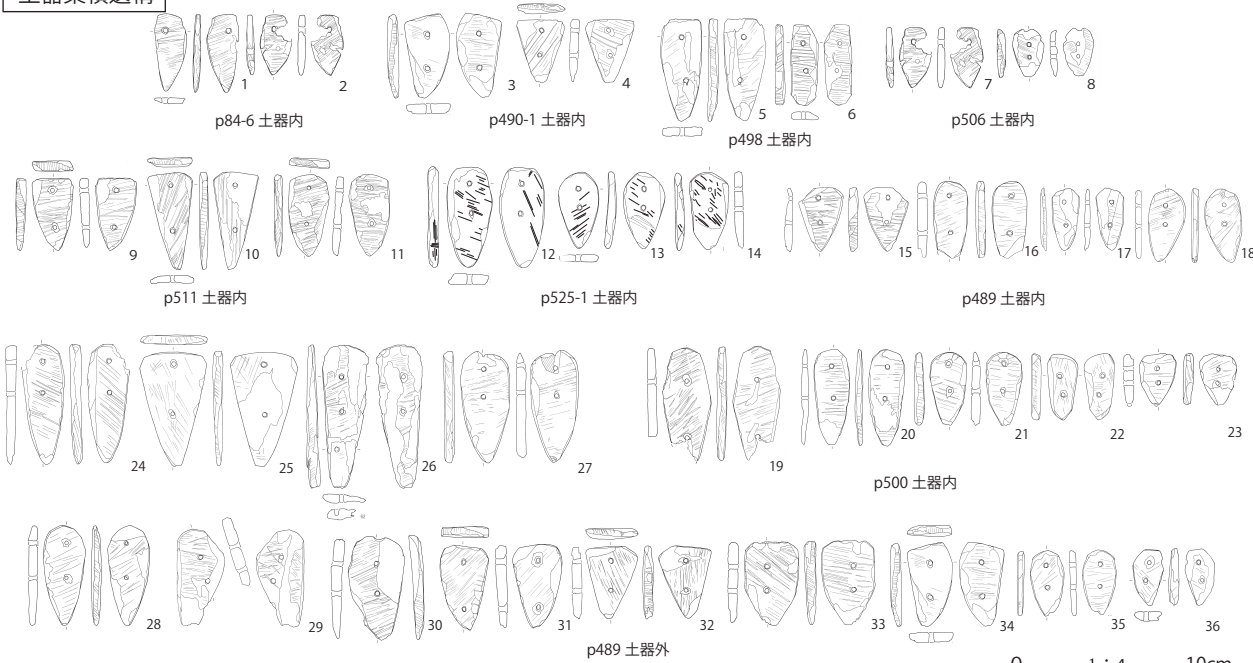 土器集積遺構
1 2 3 4 5 6 7 8
p84-6 土器内
p490-1 土器内
p498 土器内
p506 土器内
9 10 11 12 13 14 15 16 17 18
p511 土器内
p525-1 土器内
p489 土器内
24 25 26 27 19 20 21 22 23
p500 土器内
28 29 30 31 32 33 34 35 36
p489 土器外
10cm